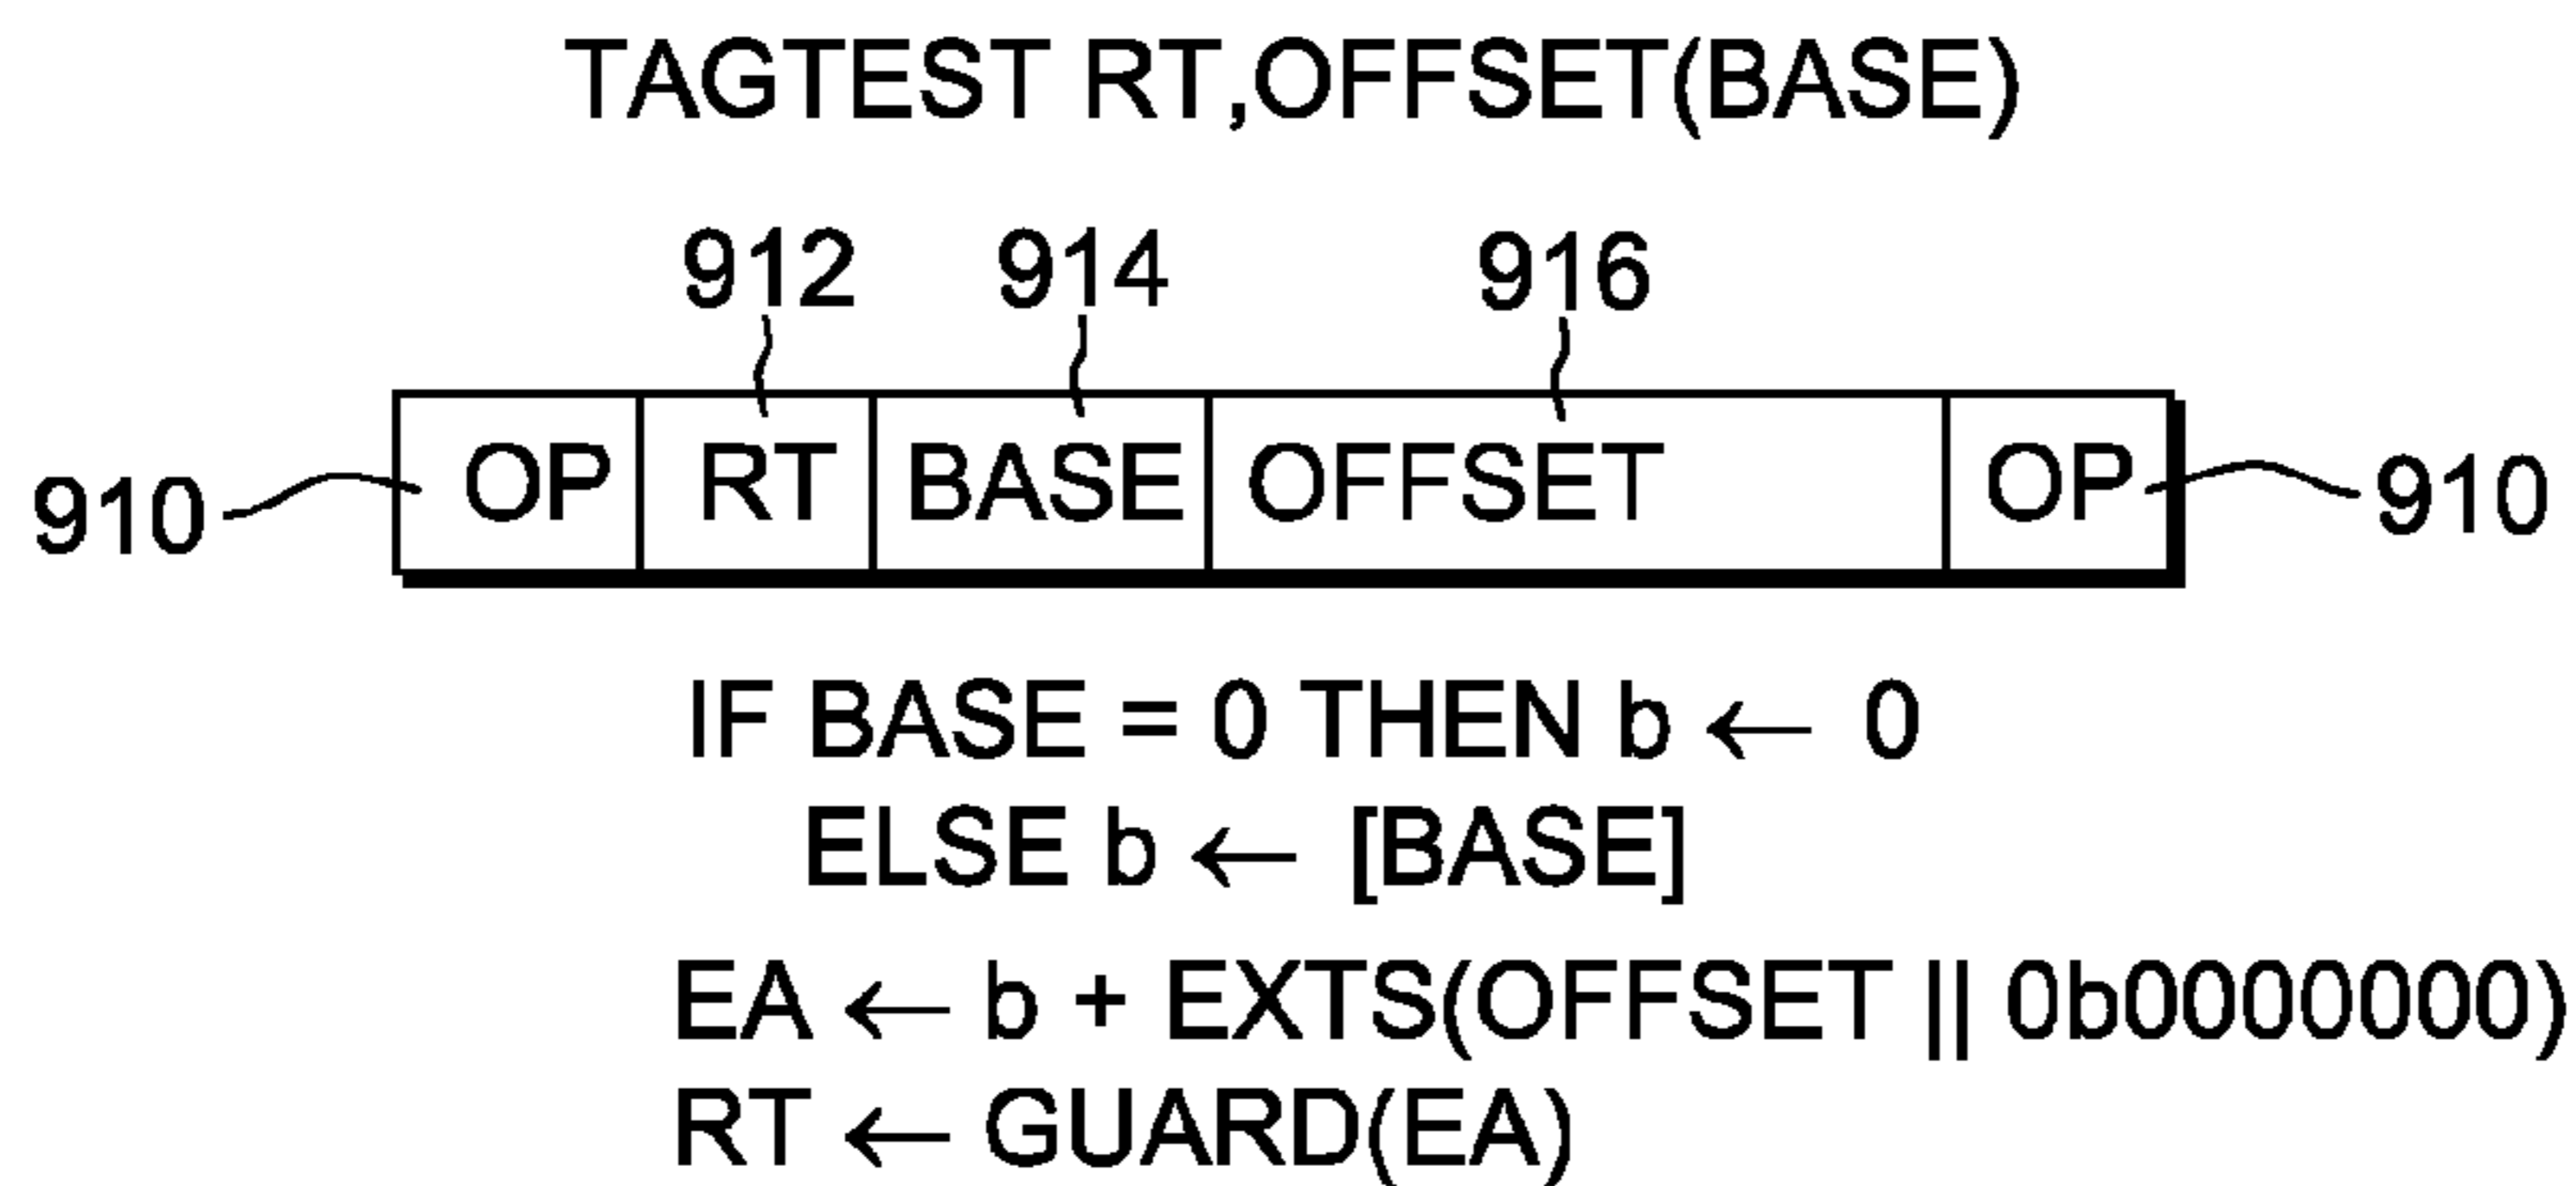 TAGTEST RT,OFFSET(BASE)
912 914 916
910 OP RT BASE OFFSET OP 910
IF BASE = 0 THEN b ← 0
ELSE b ← [BASE]
EA ← b + EXTS(OFFSET || 0b0000000)
RT ← GUARD(EA)